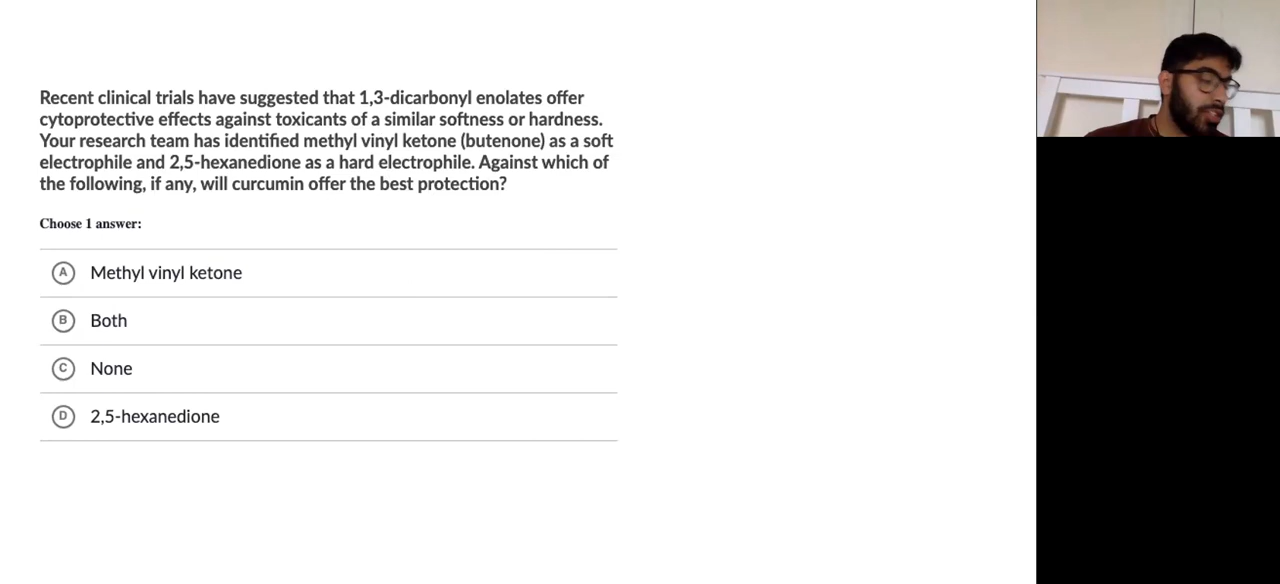 Recent clinical trials have suggested that 1,3-dicarbonyl enolates offer
cytoprotective effects against toxicants of a similar softness or hardness.
Your research team has identified methyl vinyl ketone (butenone) as a soft
electrophile and 2,5-hexanedione as a hard electrophile. Against which of
the following, if any, will curcumin offer the best protection?
Choose 1 answer:
A Methyl vinyl ketone
B Both
C None
D 2,5-hexanedione